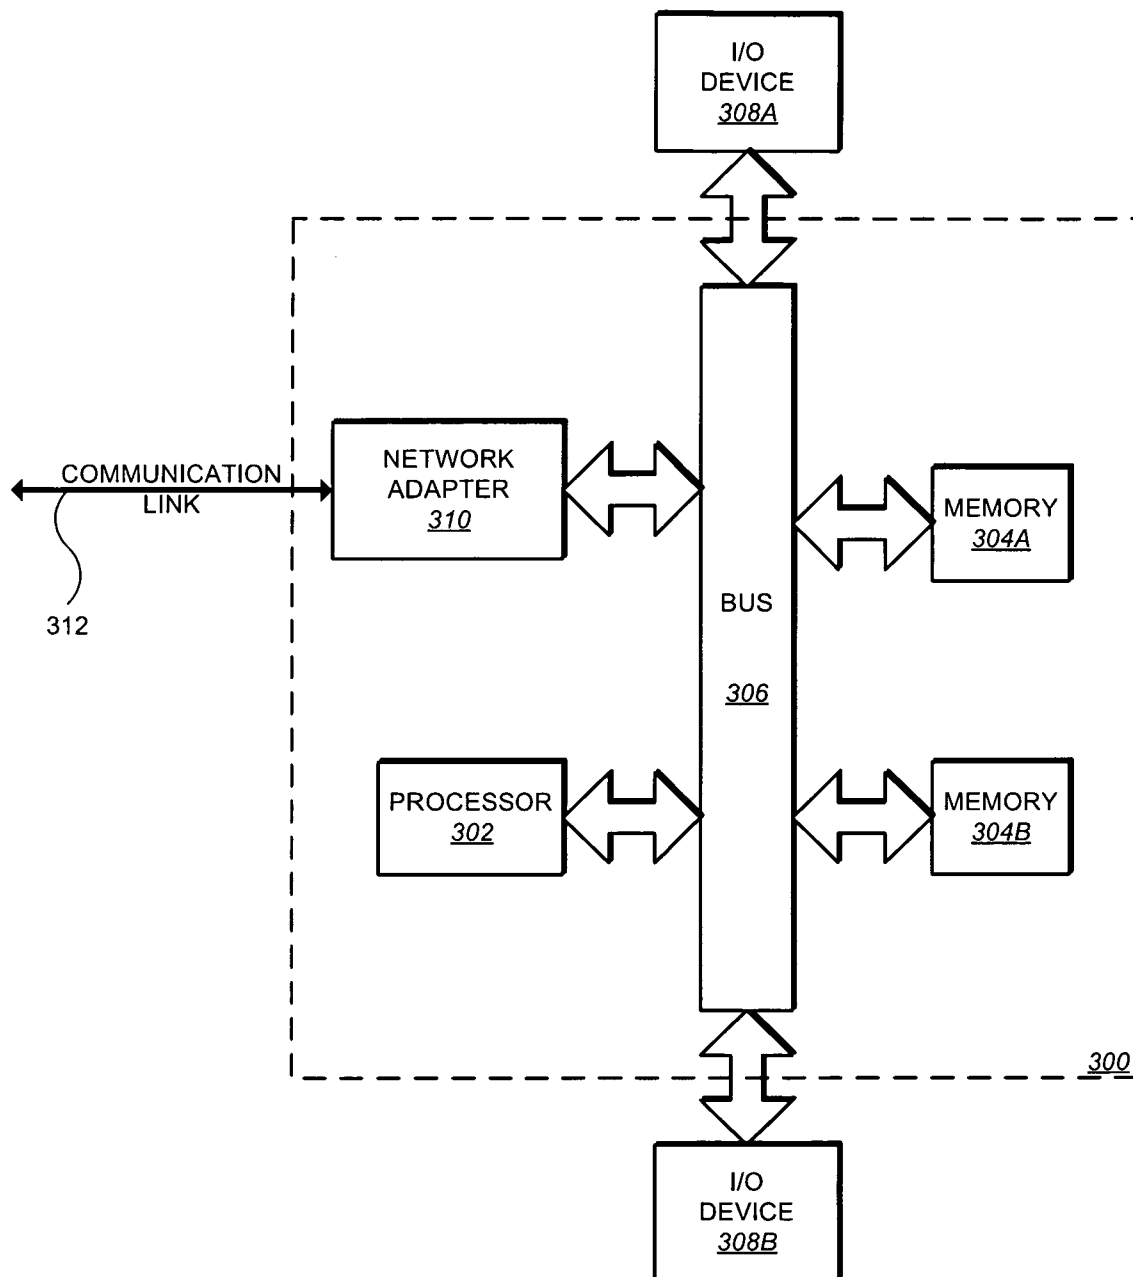 I/O
DEVICE
308A
NETWORK
ADAPTER
310
COMMUNICATION
LINK
312
MEMORY
304A
BUS
306
PROCESSOR
302
MEMORY
304B
300
I/O
DEVICE
308B